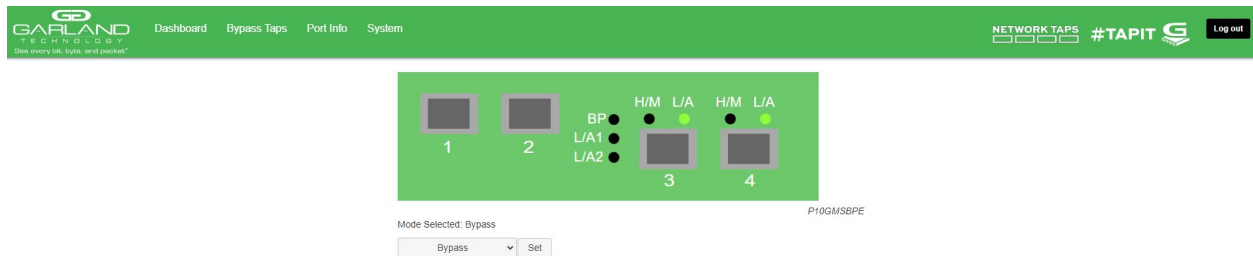 GARLAND
TECHNOLOGY
See every bit, byte, and packet®
Dashboard Bypass Taps Port Info System
NETWORK TAPS
#TAPIT
Log out
H/M L/A H/M L/A
BP
L/A1
L/A2
1 2
3 4
P10GMSBPE
Mode Selected: Bypass
Bypass Set